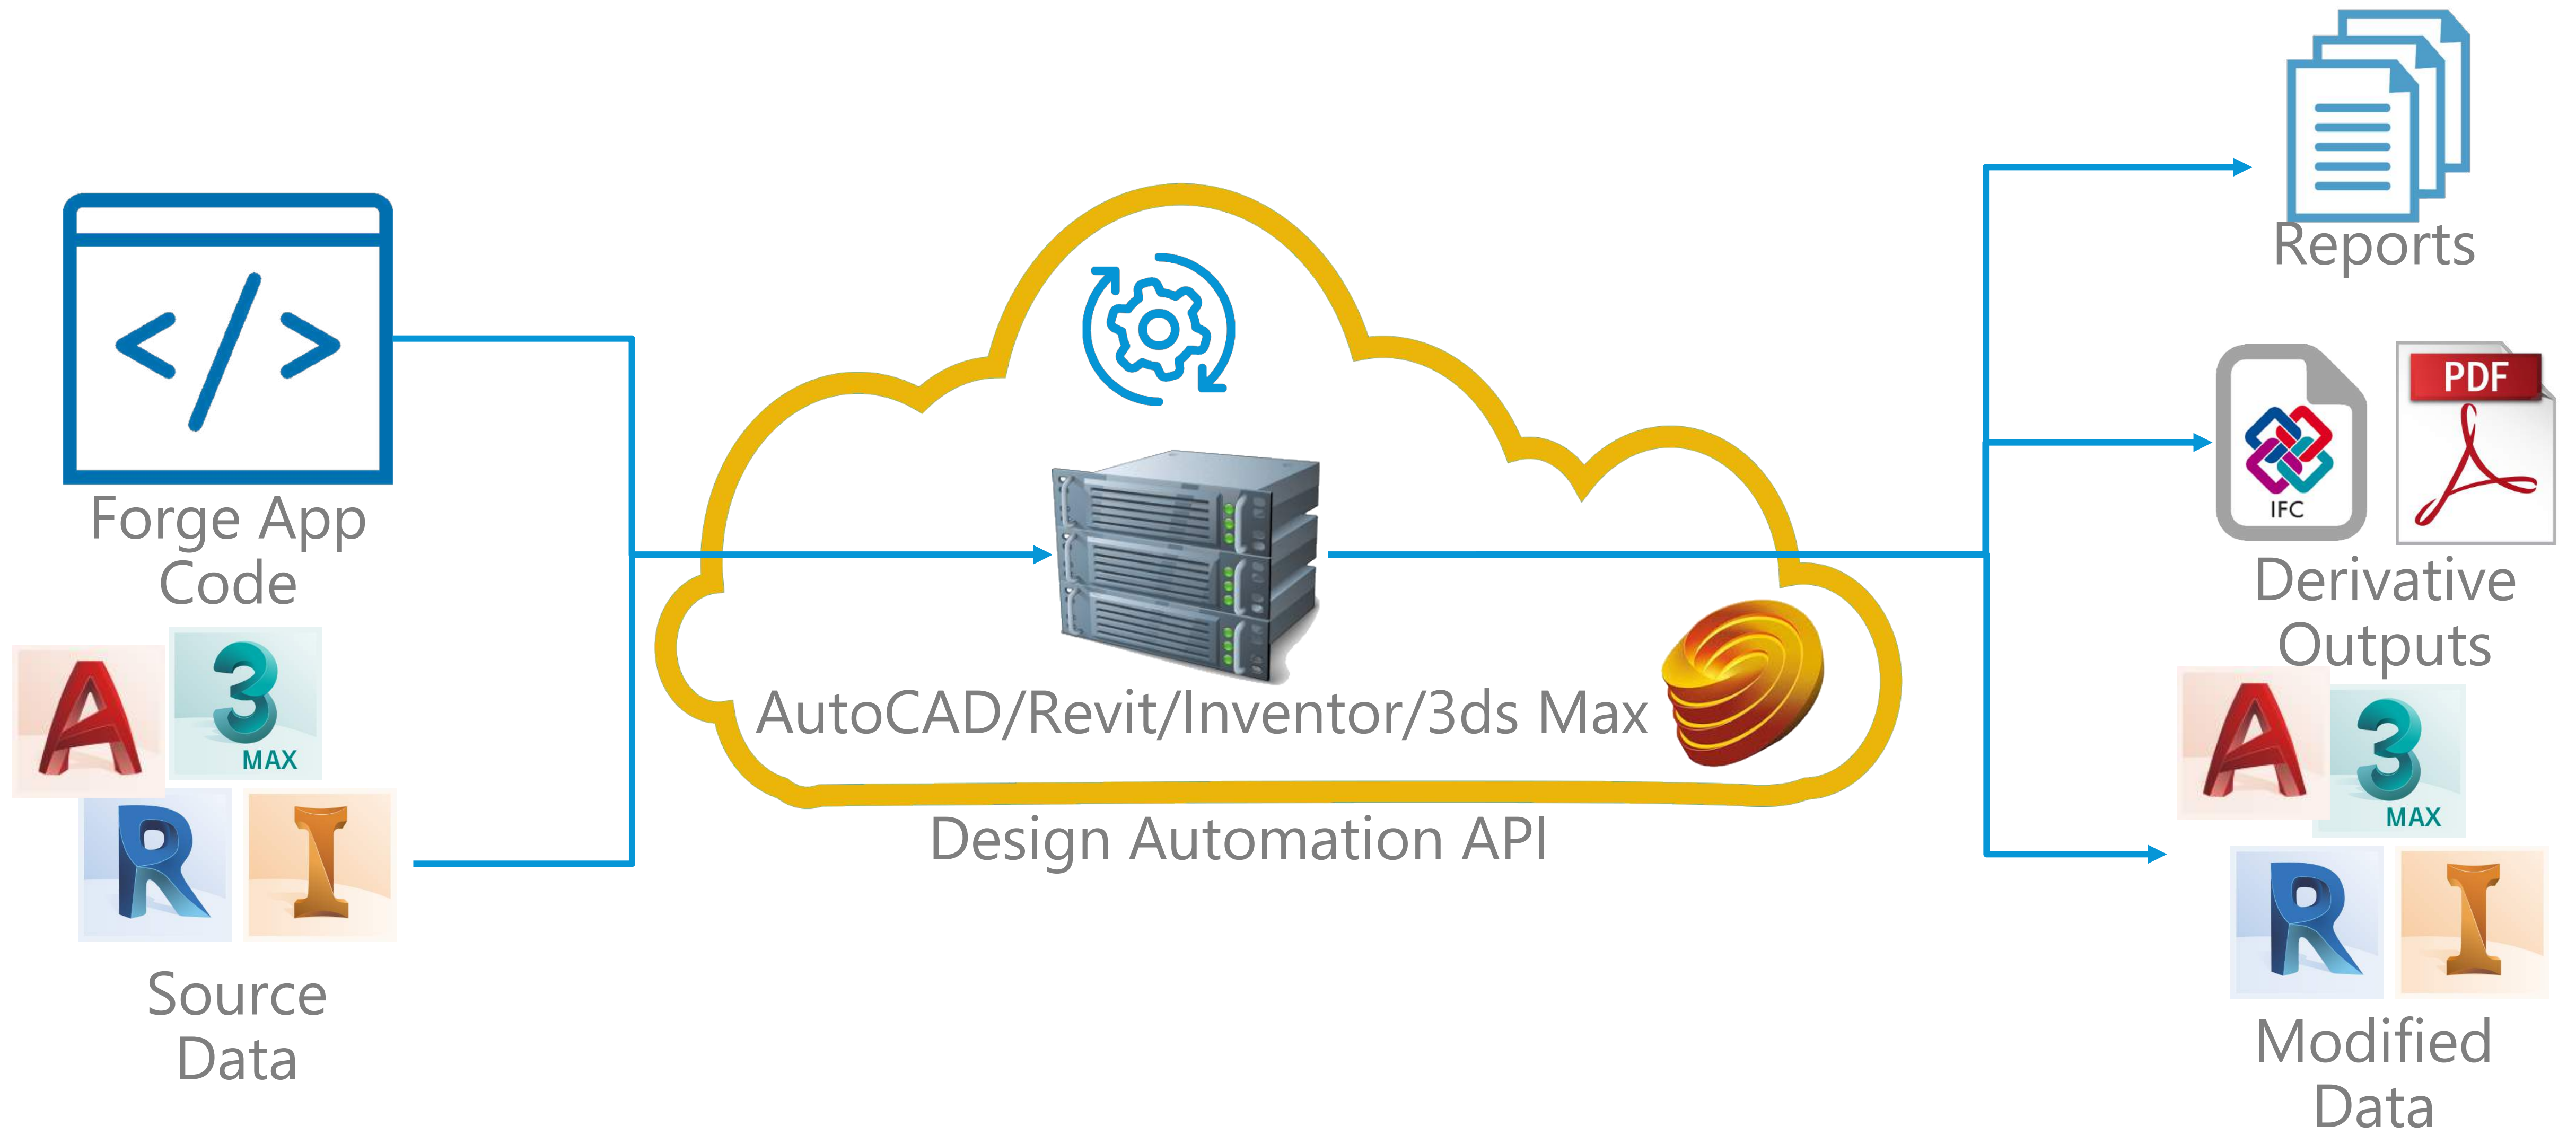 Forge App
Code
MAX
Source
Data
AutoCAD/Revit/Inventor/3ds Max
Design Automation API
Reports
IFC
PDF
Derivative
Outputs
MAX
Modified
Data